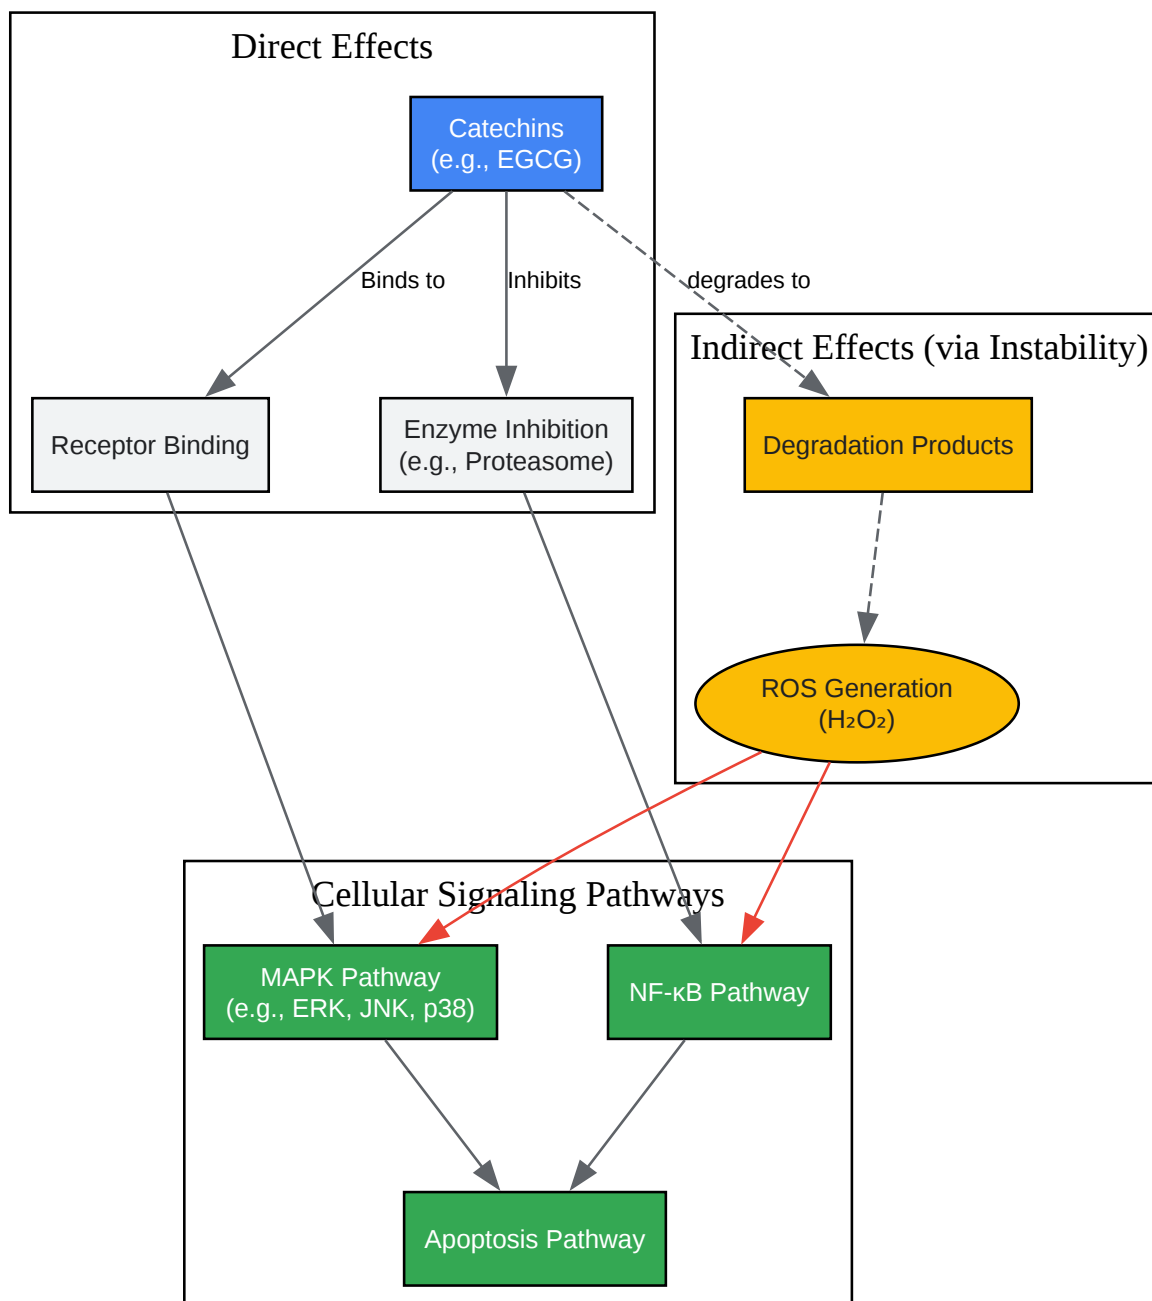 Direct Effects
Catechins
(e.g., EGCG)
Binds to
Inhibits
degrades to
Indirect Effects (via Instability)
Receptor Binding
Enzyme Inhibition
(e.g., Proteasome)
Degradation Products
ROS Generation
(H₂O₂)
Cellular Signaling Pathways
MAPK Pathway
(e.g., ERK, JNK, p38)
NF-κB Pathway
Apoptosis Pathway